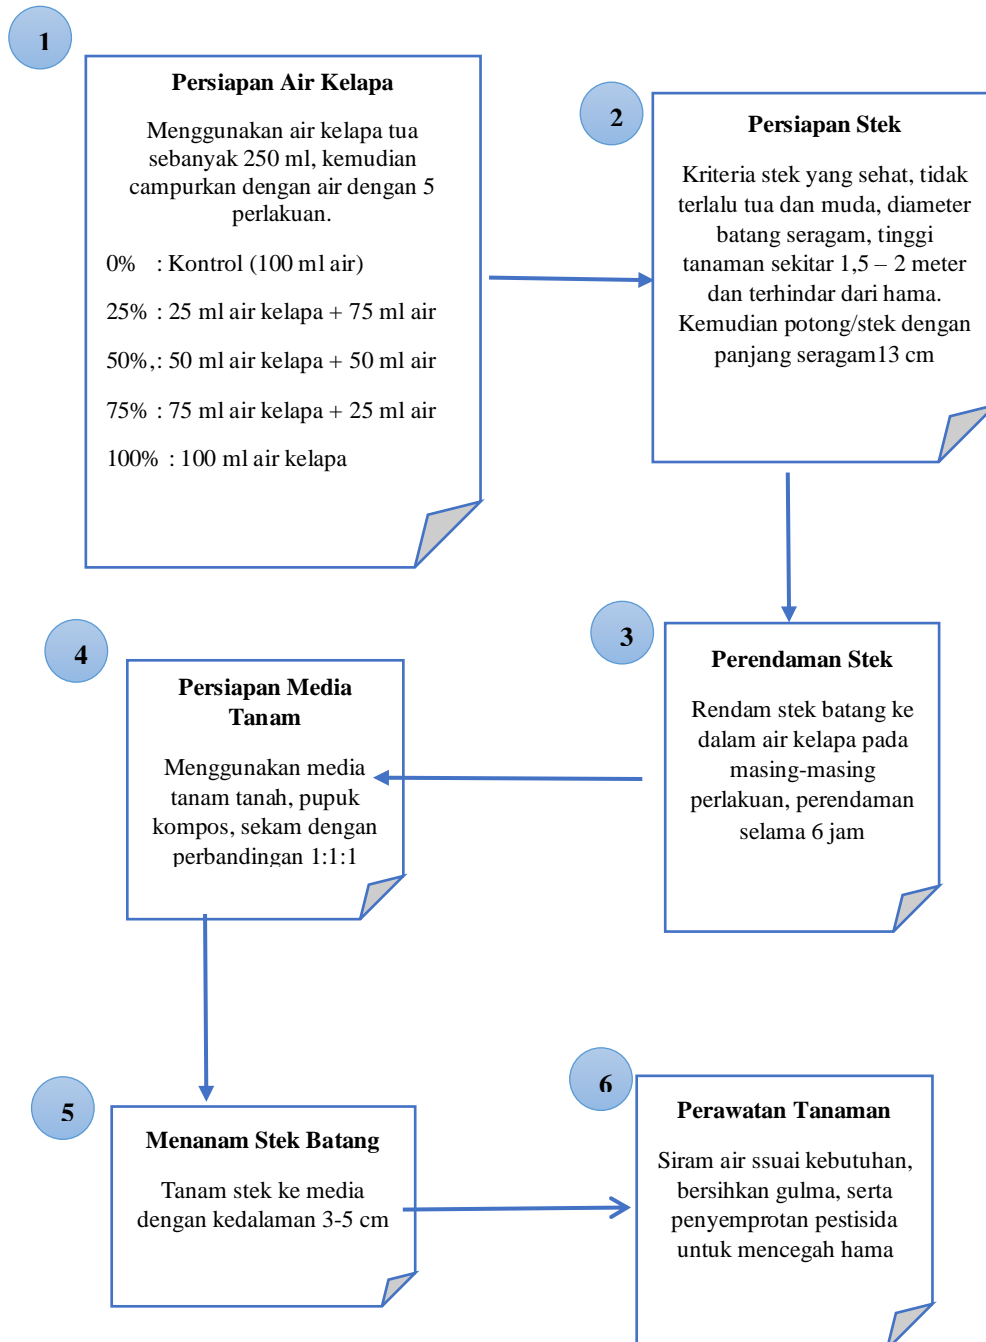 1
Persiapan Air Kelapa
Menggunakan air kelapa tua
sebanyak 250 ml, kemudian
campurkan dengan air dengan 5
perlakuan.
0% : Kontrol (100 ml air)
25% : 25 ml air kelapa + 75 ml air
50%,: 50 ml air kelapa + 50 ml air
75% : 75 ml air kelapa + 25 ml air
100% : 100 ml air kelapa
2
Persiapan Stek
Kriteria stek yang sehat, tidak
terlalu tua dan muda, diameter
batang seragam, tinggi
tanaman sekitar 1,5 – 2 meter
dan terhindar dari hama.
Kemudian potong/stek dengan
panjang seragam13 cm
3
Perendaman Stek
Rendam stek batang ke
dalam air kelapa pada
masing-masing
perlakuan, perendaman
selama 6 jam
4
Persiapan Media
Tanam
Menggunakan media
tanam tanah, pupuk
kompos, sekam dengan
perbandingan 1:1:1
5
Menanam Stek Batang
Tanam stek ke media
dengan kedalaman 3-5 cm
6
Perawatan Tanaman
Siram air ssuai kebutuhan,
bersihkan gulma, serta
penyemprotan pestisida
untuk mencegah hama